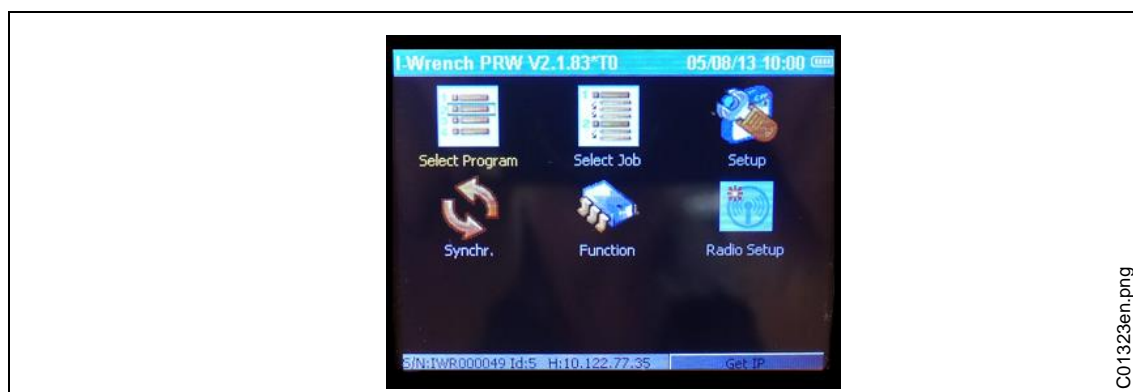 I-Wrench PRW V2.1.83*T0 05/08/13 10:00
Select Program Select Job Setup
Synchr. Function Radio Setup
S/N:IWR000049 Id:5 H:10.122.77.35 Get IP
C01323en.png